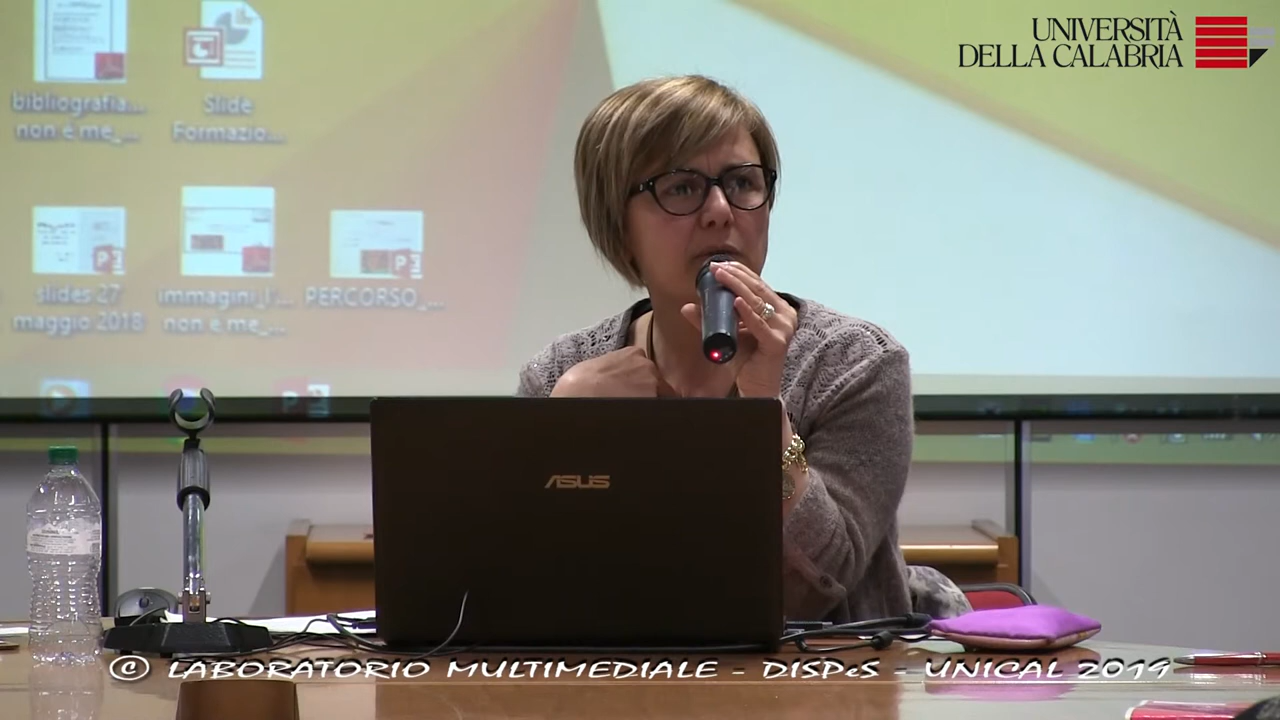 UNIVERSITÀ
DELLA CALABRIA
bibliografia...
non è me_...
Slide
Formazio...
slides 27
maggio 2018
immagini_l'...
non è me_...
PERCORSO_...
ASUS
© LABORATORIO MULTIMEDIALE - DISPeS - UNICAL 2019